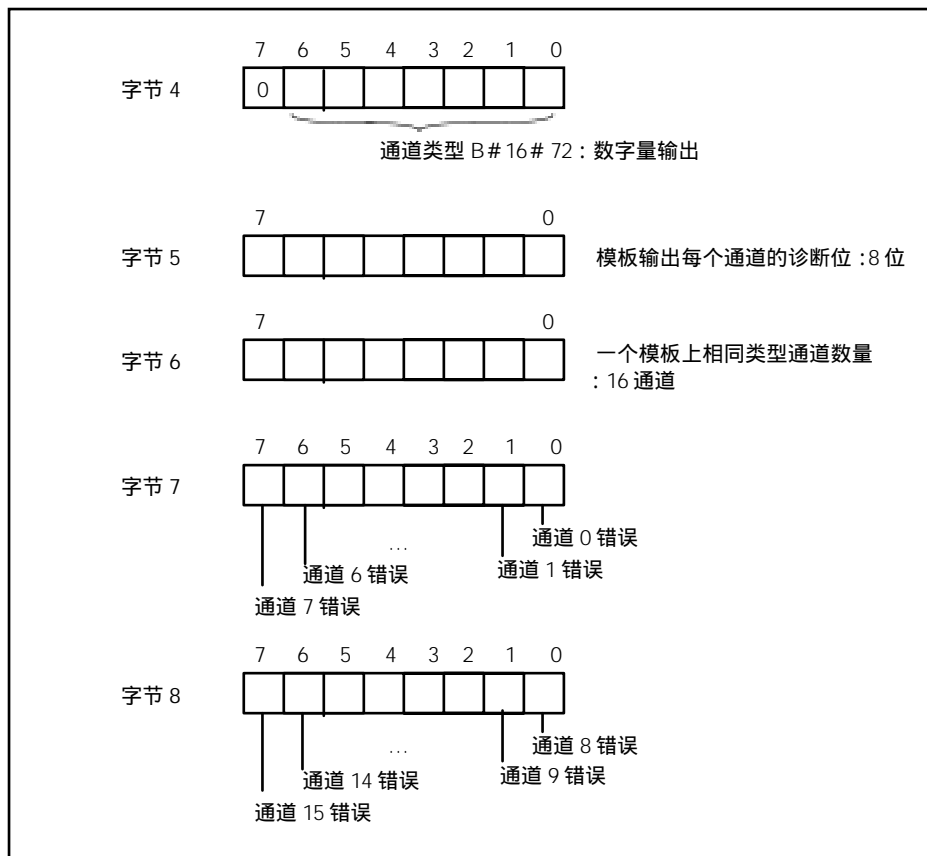 7 6 5 4 3 2 1 0
字节 4 0
通道类型 B#16# 72：数字量输出
7 0
字节 5 模板输出每个通道的诊断位：8 位
7 0
字节 6 一个模板上相同类型通道数量
：16 通道
7 6 5 4 3 2 1 0
字节 7
通道 0 错误
…
通道 6 错误 通道 1 错误
通道 7 错误
7 6 5 4 3 2 1 0
字节 8
通道 8 错误
…
通道 14 错误 通道 9 错误
通道 15 错误